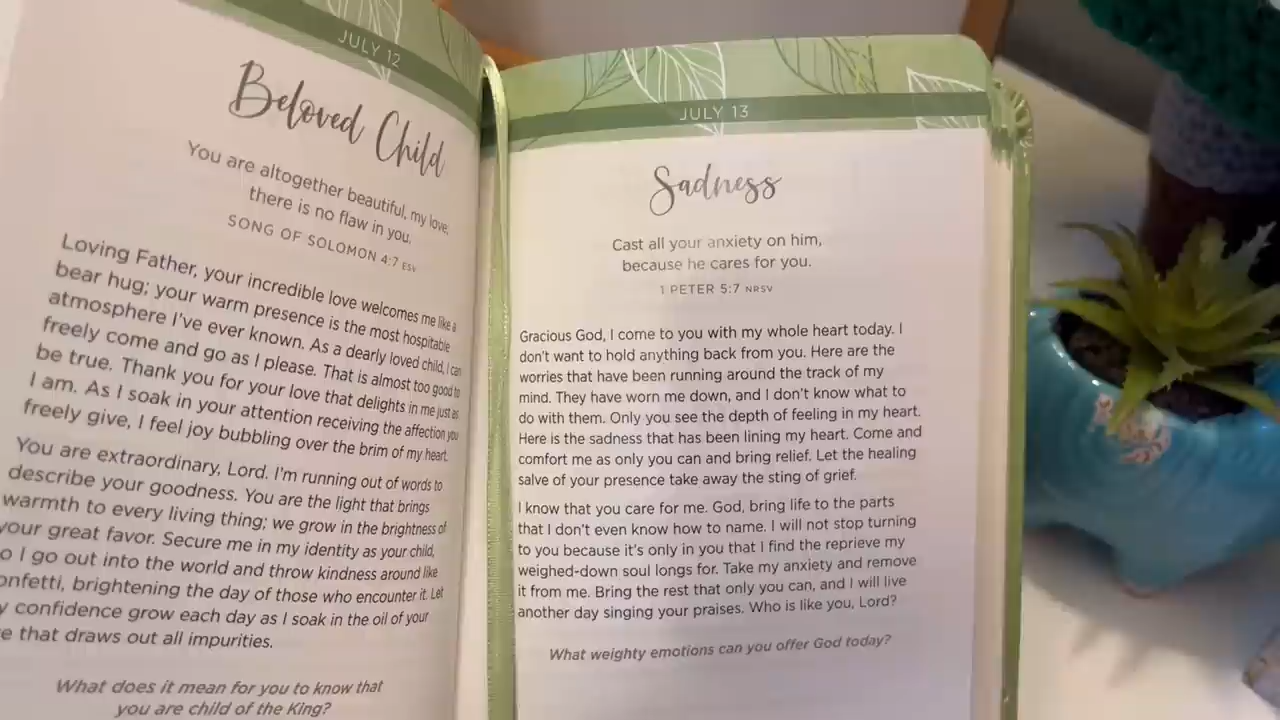 JULY 12
Beloved Child
You are altogether beautiful, my love;
there is no flaw in you.
SONG OF SOLOMON 4:7 ESV
Loving Father, your incredible love welcomes me like a
bear hug; your warm presence is the most hospitable
atmosphere I've ever known. As a dearly loved child, I can
freely come and go as I please. That is almost too good to
be true. Thank you for your love that delights in me just as
I am. As I soak in your attention receiving the affection you
freely give, I feel joy bubbling over the brim of my heart.
You are extraordinary, Lord. I'm running out of words to
describe your goodness. You are the light that brings
warmth to every living thing; we grow in the brightness of
your great favor. Secure me in my identity as your child,
so I go out into the world and throw kindness around like
confetti, brightening the day of those who encounter it. Let
confidence grow each day as I soak in the oil of your
that draws out all impurities.
What does it mean for you to know that
you are child of the King?
JULY 13
Sadness
Cast all your anxiety on him,
because he cares for you.
1 PETER 5:7 NRSV
Gracious God, I come to you with my whole heart today. I
don't want to hold anything back from you. Here are the
worries that have been running around the track of my
mind. They have worn me down, and I don't know what to
do with them. Only you see the depth of feeling in my heart.
Here is the sadness that has been lining my heart. Come and
comfort me as only you can and bring relief. Let the healing
salve of your presence take away the sting of grief.
I know that you care for me. God, bring life to the parts
that I don't even know how to name. I will not stop turning
to you because it's only in you that I find the reprieve my
weighed-down soul longs for. Take my anxiety and remove
it from me. Bring the rest that only you can, and I will live
another day singing your praises. Who is like you, Lord?
What weighty emotions can you offer God today?